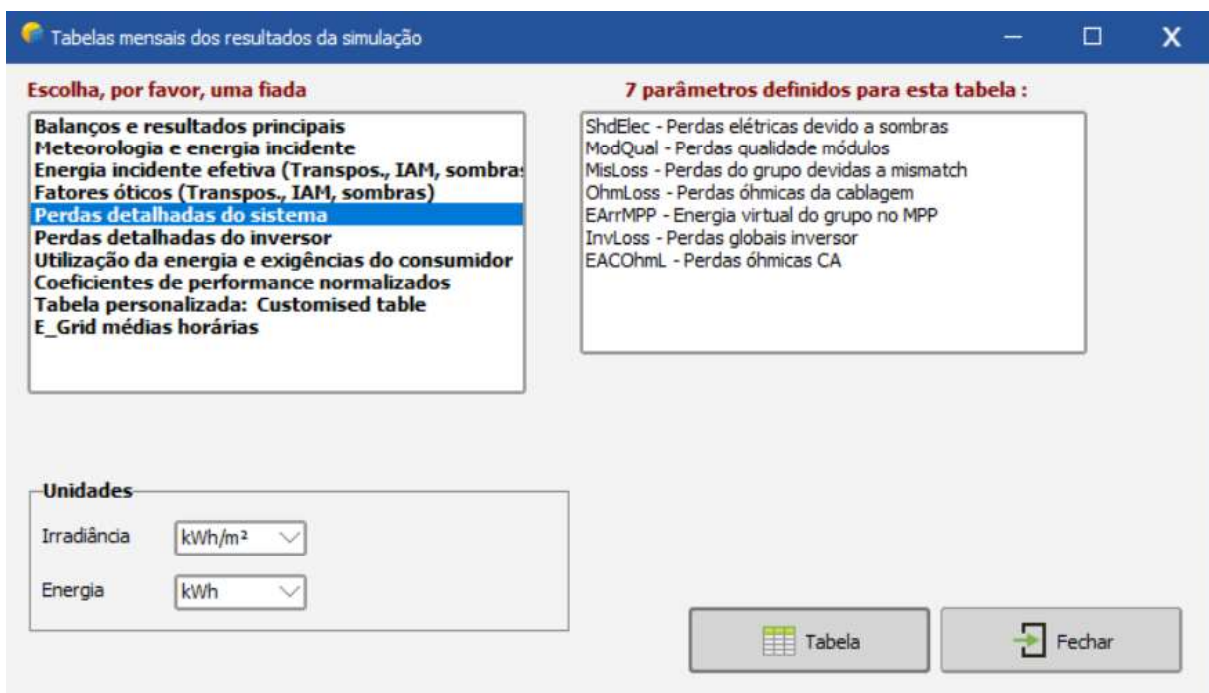 Tabelas mensais dos resultados da simulação
Escolha, por favor, uma fiada
Balanços e resultados principais
Meteorologia e energia incidente
Energia incidente efetiva (Transpos., IAM, sombra
Fatores óticos (Transpos., IAM, sombras)
Perdas detalhadas do sistema
Perdas detalhadas do inversor
Utilização da energia e exigências do consumidor
Coeficientes de performance normalizados
Tabela personalizada: Customised table
E_Grid médias horárias
7 parâmetros definidos para esta tabela :
ShdElec - Perdas elétricas devido a sombras
ModQual - Perdas qualidade módulos
MisLoss - Perdas do grupo devidas a mismatch
OhmLoss - Perdas óhmicas da cablagem
EArrMPP - Energia virtual do grupo no MPP
InvLoss - Perdas globais inversor
EACOhmL - Perdas óhmicas CA
Unidades
Irradiância kWh/m²
Energia kWh
Tabela
Fechar